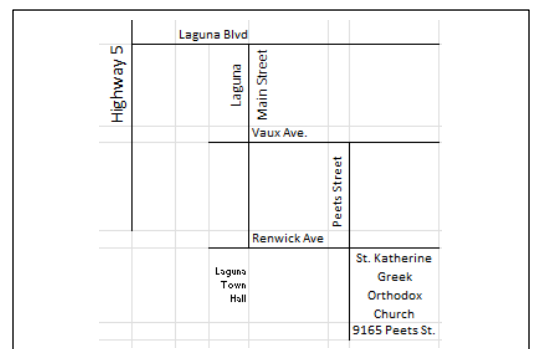 Laguna Blvd
Highway 5
Laguna
Main Street
Vaux Ave.
Peets Street
Renwick Ave
Laguna
Town
Hall
St. Katherine
Greek
Orthodox
Church
9165 Peets St.